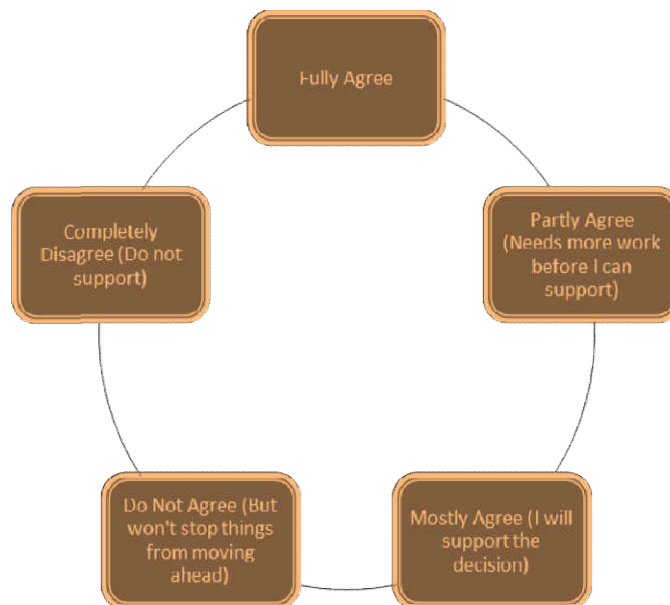 Fully Agree
Partly Agree
(Needs more work
before I can
support)
Mostly Agree (I will
support the
decision)
Do Not Agree (But
won't stop things
from moving
ahead)
Completely
Disagree (Do not
support)